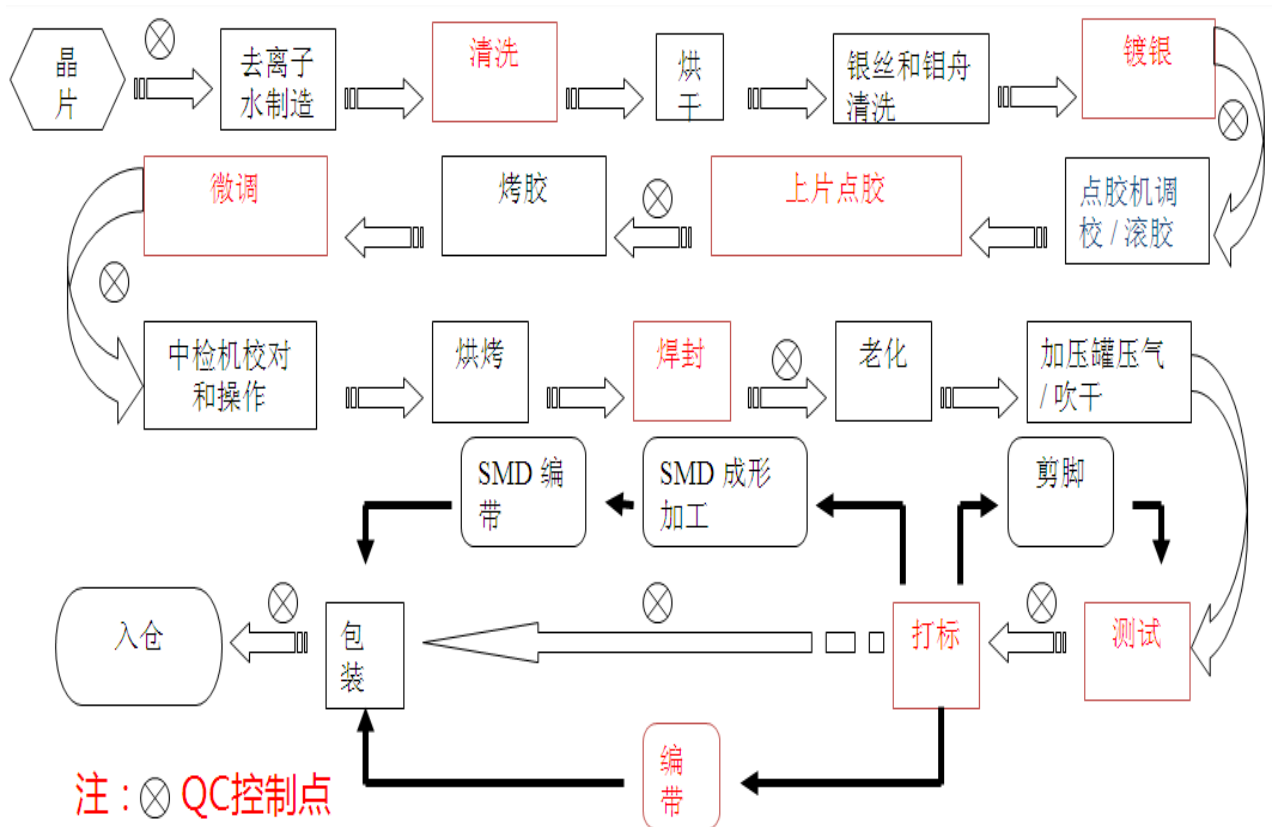 晶
片
去离子
水制造
清洗
烘
干
银丝和钼舟
清洗
镀银
微调
烤胶
上片点胶
点胶机调
校 / 滚胶
中检机校对
和操作
烘烤
焊封
老化
加压罐压气
/ 吹干
SMD 编
带
SMD 成形
加工
剪脚
入仓
包
装
打标
测试
编
带
注：⊗ QC控制点